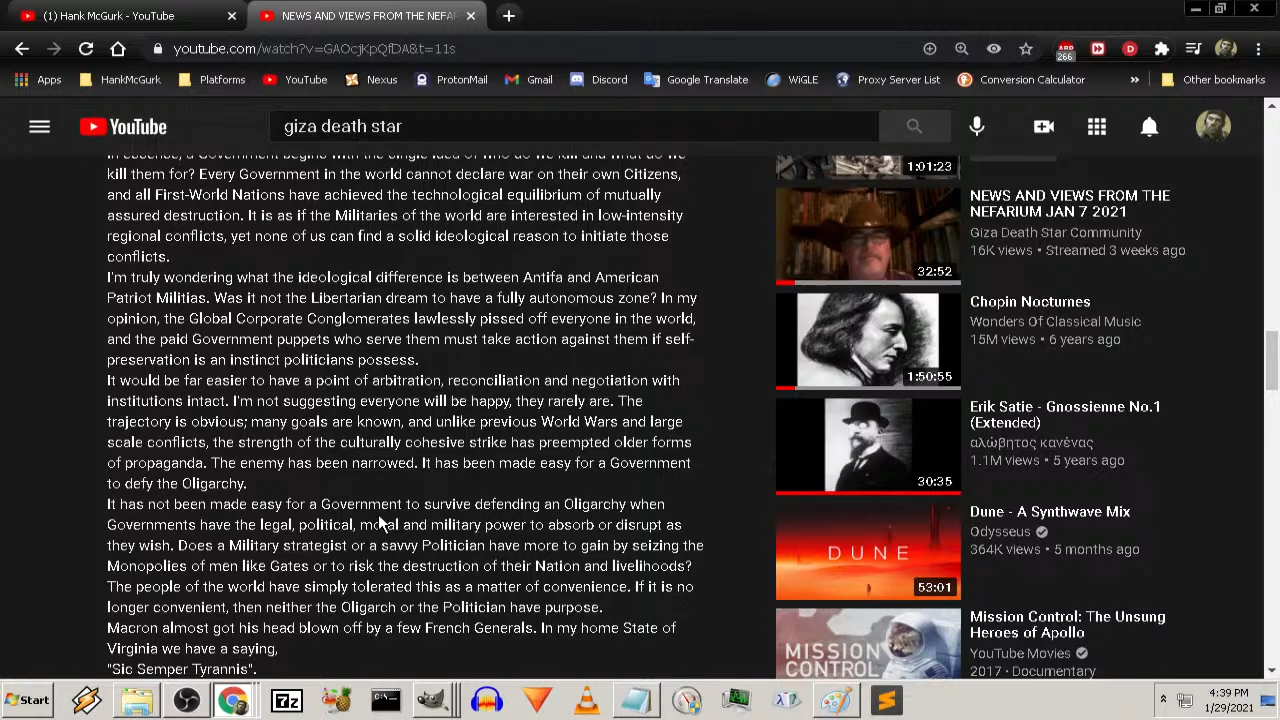 (1) Hank McGurk - YouTube
NEWS AND VIEWS FROM THE NEFAR
youtube.com/watch?v=GAOcjKpQfDA&t=11s
ABP
266
Apps
HankMcGurk
Platforms
YouTube
Nexus
ProtonMail
Gmail
Discord
Google Translate
WiGLE
Proxy Server List
Conversion Calculator
»
Other bookmarks
YouTube
giza death star
In essence, a Government begins with the single idea of who do we kill and what do we
kill them for? Every Government in the world cannot declare war on their own Citizens,
and all First-World Nations have achieved the technological equilibrium of mutually
assured destruction. It is as if the Militaries of the world are interested in low-intensity
regional conflicts, yet none of us can find a solid ideological reason to initiate those
conflicts.
I'm truly wondering what the ideological difference is between Antifa and American
Patriot Militias. Was it not the Libertarian dream to have a fully autonomous zone? In my
opinion, the Global Corporate Conglomerates lawlessly pissed off everyone in the world,
and the paid Government puppets who serve them must take action against them if self-
preservation is an instinct politicians possess.
It would be far easier to have a point of arbitration, reconciliation and negotiation with
institutions intact. I'm not suggesting everyone will be happy, they rarely are. The
trajectory is obvious; many goals are known, and unlike previous World Wars and large
scale conflicts, the strength of the culturally cohesive strike has preempted older forms
of propaganda. The enemy has been narrowed. It has been made easy for a Government
to defy the Oligarchy.
It has not been made easy for a Government to survive defending an Oligarchy when
Governments have the legal, political, moral and military power to absorb or disrupt as
they wish. Does a Military strategist or a savvy Politician have more to gain by seizing the
Monopolies of men like Gates or to risk the destruction of their Nation and livelihoods?
The people of the world have simply tolerated this as a matter of convenience. If it is no
longer convenient, then neither the Oligarch or the Politician have purpose.
Macron almost got his head blown off by a few French Generals. In my home State of
Virginia we have a saying,
"Sic Semper Tyrannis".
1:01:23
NEWS AND VIEWS FROM THE
NEFARIUM JAN 7 2021
Giza Death Star Community
16K views • Streamed 3 weeks ago
32:52
Chopin Nocturnes
Wonders Of Classical Music
15M views • 6 years ago
1:50:55
Erik Satie - Gnossienne No.1
(Extended)
αλώβητος κανένας
1.1M views • 5 years ago
30:35
Dune - A Synthwave Mix
Odysseus
364K views • 5 months ago
DUNE
53:01
Mission Control: The Unsung
Heroes of Apollo
YouTube Movies
2017 • Documentary
MISSION
CONTROL
Start
7z
4:39 PM
1/29/2021